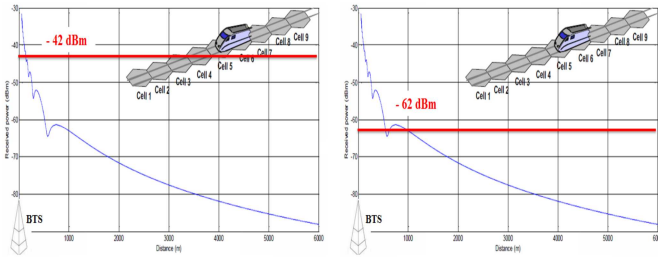 -30
-40
-50
-60
-70
-80
Received power (dBm)
- 42 dBm
Cell 1
Cell 2
Cell 3
Cell 4
Cell 5
Cell 6
Cell 7
Cell 8
Cell 9
BTS
1000
2000
3000
4000
5000
6000
Distance (m)
-30
-40
-50
-60
-70
-80
Received power (dBm)
- 62 dBm
Cell 1
Cell 2
Cell 3
Cell 4
Cell 5
Cell 6
Cell 7
Cell 8
Cell 9
BTS
1000
2000
3000
4000
5000
6000
Distance (m)